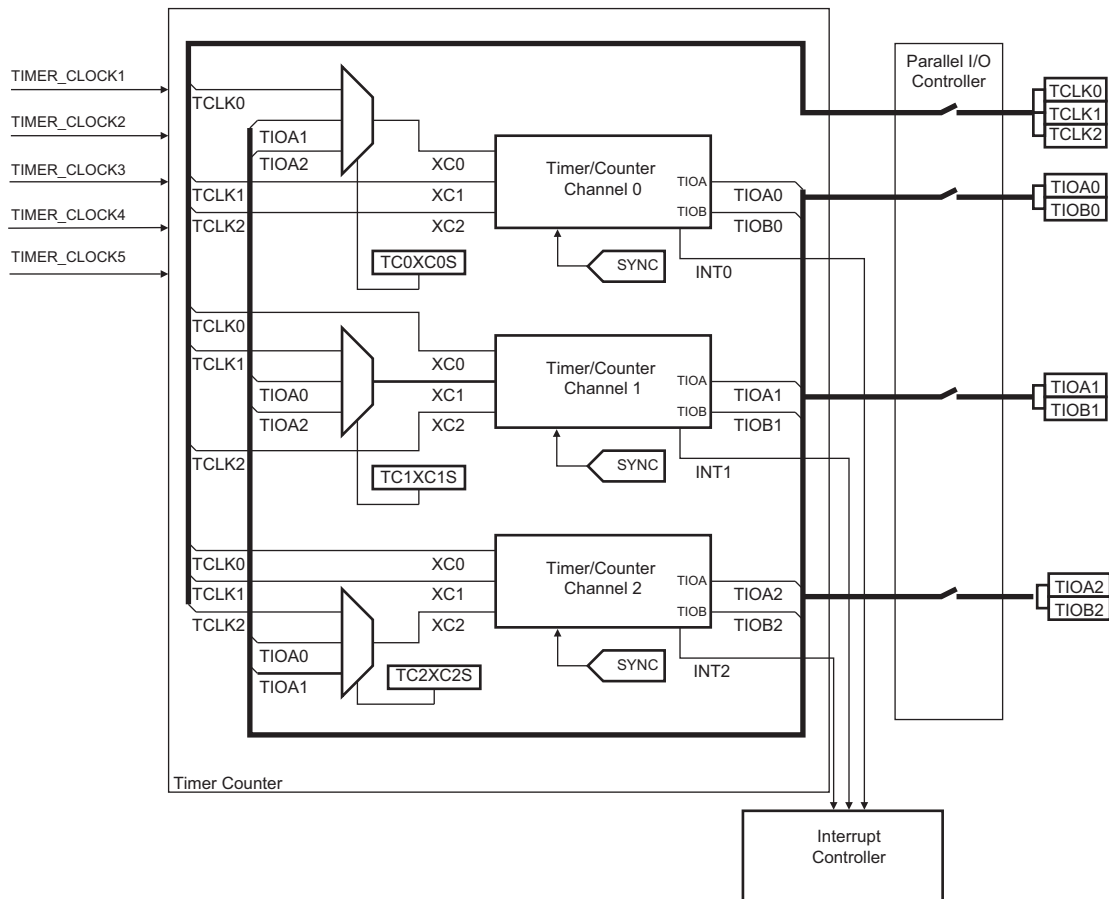 TIMER_CLOCK1
TIMER_CLOCK2
TIMER_CLOCK3
TIMER_CLOCK4
TIMER_CLOCK5
TCLK0
TIOA1
TIOA2
TCLK1
TCLK2
XC0
XC1
XC2
TC0XC0S
Timer/Counter
Channel 0
TIOA
TIOB
TIOA0
TIOB0
SYNC
INT0
TCLK0
TCLK1
TIOA0
TIOA2
TCLK2
XC0
XC1
XC2
TC1XC1S
Timer/Counter
Channel 1
TIOA
TIOB
TIOA1
TIOB1
SYNC
INT1
TCLK0
TCLK1
TCLK2
TIOA0
TIOA1
XC0
XC1
XC2
TC2XC2S
Timer/Counter
Channel 2
TIOA
TIOB
TIOA2
TIOB2
SYNC
INT2
Timer Counter
Parallel I/O
Controller
TCLK0
TCLK1
TCLK2
TIOA0
TIOB0
TIOA1
TIOB1
TIOA2
TIOB2
Interrupt
Controller